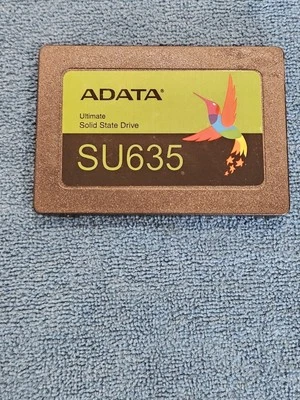 ADATA
Ultimate
Solid State Drive
SU635